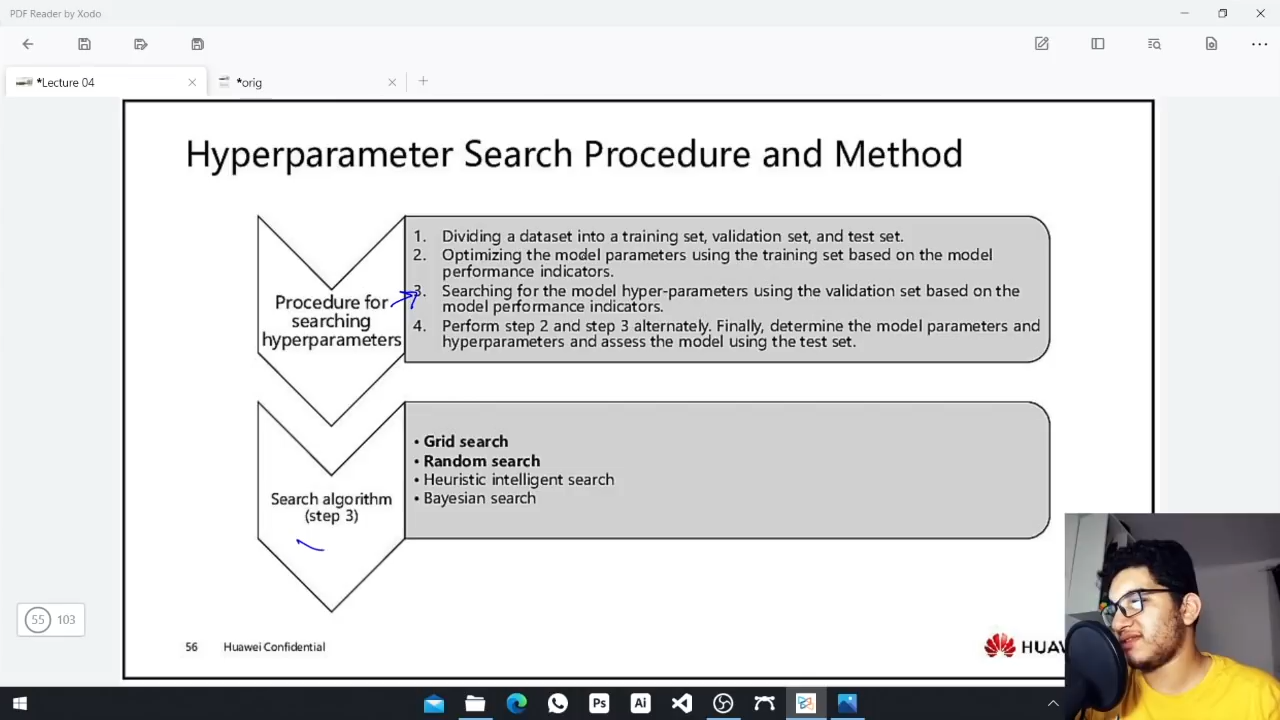 PDF Reader by Xodo
*Lecture 04
*orig
Hyperparameter Search Procedure and Method
Procedure for
searching
hyperparameters
1. Dividing a dataset into a training set, validation set, and test set.
2. Optimizing the model parameters using the training set based on the model
performance indicators.
3. Searching for the model hyper-parameters using the validation set based on the
model performance indicators.
4. Perform step 2 and step 3 alternately. Finally, determine the model parameters and
hyperparameters and assess the model using the test set.
Search algorithm
(step 3)
• Grid search
• Random search
• Heuristic intelligent search
• Bayesian search
55 103
56 Huawei Confidential
HUAW
Ps
Ai